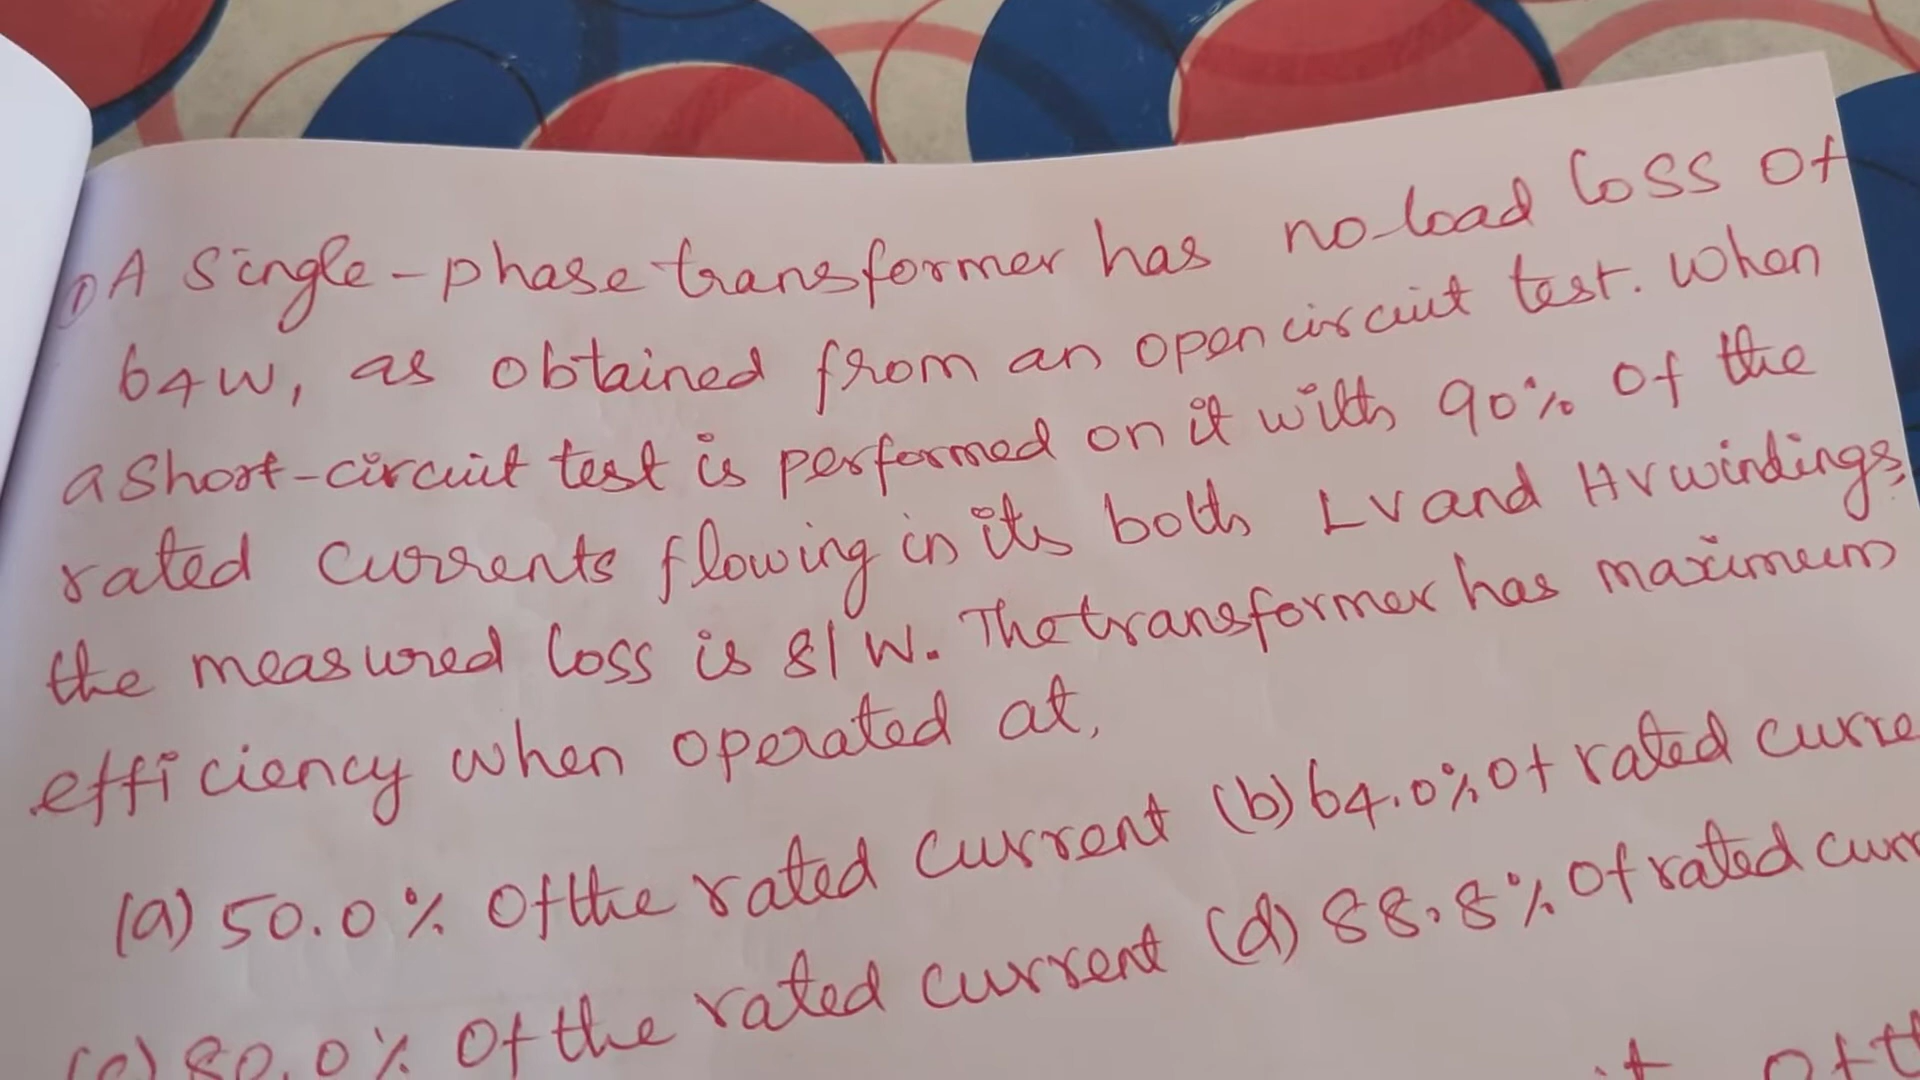 1) A Single-phase transformer has no-load loss of
64W, as obtained from an open circuit test. When
a Short-circuit test is performed on it with 90% of the
rated currents flowing in its both LV and HV windings,
the measured loss is 81 W. The transformer has maximum
efficiency when operated at,
(a) 50.0% Of the rated current (b) 64.0% Of rated curre
(c) 80.0% Of the rated current (d) 88.8% Of rated curr